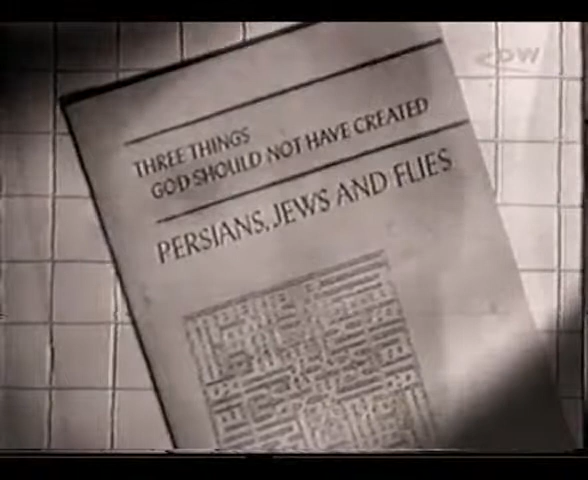 DW
THREE THINGS
GOD SHOULD NOT HAVE CREATED
PERSIANS, JEWS AND FLIES